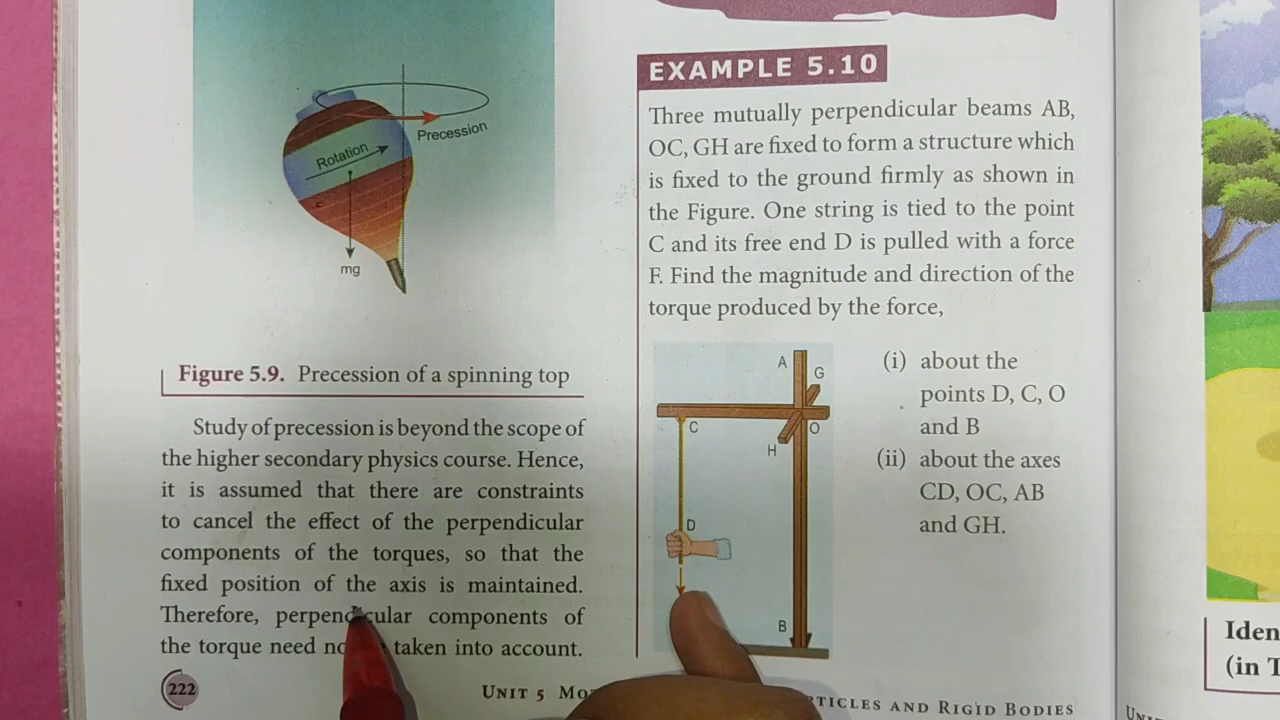 Rotation
Precession
mg
Figure 5.9. Precession of a spinning top
Study of precession is beyond the scope of
the higher secondary physics course. Hence,
it is assumed that there are constraints
to cancel the effect of the perpendicular
components of the torques, so that the
fixed position of the axis is maintained.
Therefore, perpendicular components of
the torque need taken into account.
222
UNIT 5
EXAMPLE 5.10
Three mutually perpendicular beams AB,
OC, GH are fixed to form a structure which
is fixed to the ground firmly as shown in
the Figure. One string is tied to the point
C and its free end D is pulled with a force
F. Find the magnitude and direction of the
torque produced by the force,
A
G
C
O
H
D
B
(i) about the
points D, C, O
and B
(ii) about the axes
CD, OC, AB
and GH.
AND RIGID BODIES
(in T